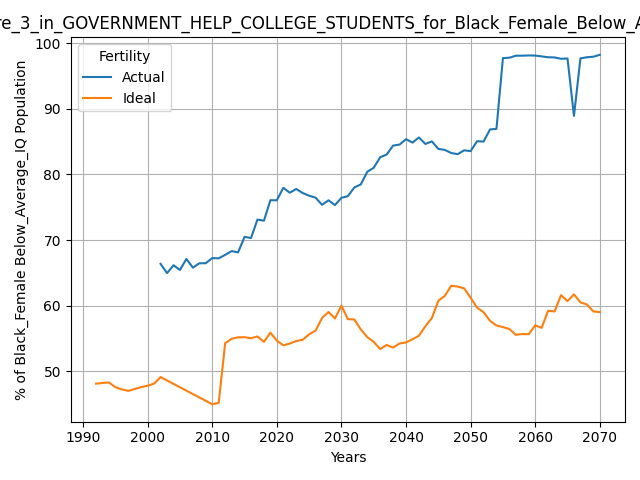 re_3_in_GOVERNMENT_HELP_COLLEGE_STUDENTS_for_Black_Female_Below_A
100
90
80
70
60
50
% of Black_Female Below_Average_IQ Population
Fertility
Actual
Ideal
1990 2000 2010 2020 2030 2040 2050 2060 2070
Years